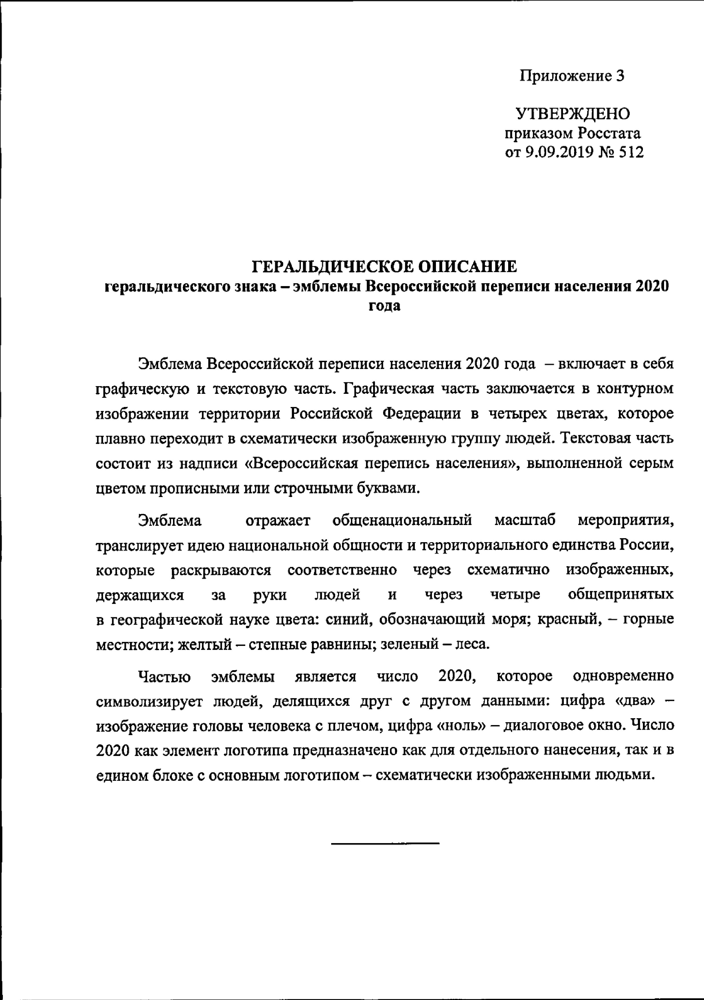 Приложение 3
УТВЕРЖДЕНО
приказом Росстата
от 9.09.2019 № 512
ГЕРАЛЬДИЧЕСКОЕ ОПИСАНИЕ
геральдического знака – эмблемы Всероссийской переписи населения 2020
года
Эмблема Всероссийской переписи населения 2020 года – включает в себя
графическую и текстовую часть. Графическая часть заключается в контурном
изображении территории Российской Федерации в четырех цветах, которое
плавно переходит в схематически изображенную группу людей. Текстовая часть
состоит из надписи «Всероссийская перепись населения», выполненной серым
цветом прописными или строчными буквами.
Эмблема отражает общенациональный масштаб мероприятия,
транслирует идею национальной общности и территориального единства России,
которые раскрываются соответственно через схематично изображенных,
держащихся за руки людей и через четыре общепринятых
в географической науке цвета: синий, обозначающий моря; красный, – горные
местности; желтый – степные равнины; зеленый – леса.
Частью эмблемы является число 2020, которое одновременно
символизирует людей, делящихся друг с другом данными: цифра «два» –
изображение головы человека с плечом, цифра «ноль» – диалоговое окно. Число
2020 как элемент логотипа предназначено как для отдельного нанесения, так и в
едином блоке с основным логотипом – схематически изображенными людьми.